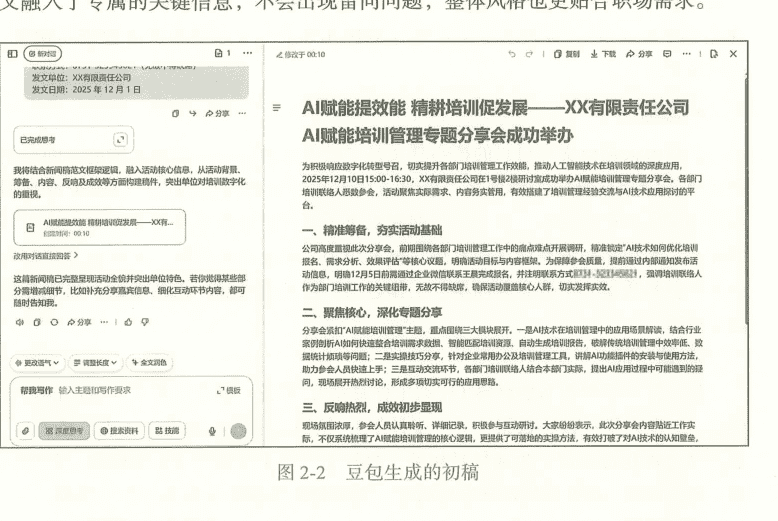 文融入了专属的关键信息，不会出现雷同问题，整体风格也更贴合职场需求。
新对话
1
发文单位：XX有限责任公司
发文日期：2025 年 12 月 1 日
分享
已完成思考
我将结合新闻稿范文框架逻辑，融入活动核心信息，从活动背景、
筹备、内容、反响及成效等方面构建稿件，突出单位对培训数字化
的重视。
AI赋能提效能 精耕培训促发展——XX有...
创建时间：00:10
改用对话直接回答
这篇新闻稿已完整呈现活动全貌并突出单位特色。若你觉得某些部
分需增减细节，比如补充分享嘉宾信息、细化互动环节内容，都可
随时告知我。
分享
更改语气
调整长度
全文润色
帮我写作 输入主题和写作要求
模板
深度思考
搜索资料
技能
修改于 00:10
复制
下载
分享
AI赋能提效能 精耕培训促发展——XX有限责任公司
AI赋能培训管理专题分享会成功举办
为积极响应数字化转型号召，切实提升各部门培训管理工作效能，推动人工智能技术在培训领域的深度应用，
2025年12月10日15:00-16:30，XX有限责任公司在1号楼2楼研讨室成功举办AI赋能培训管理专题分享会。各部门
培训联络人悉数参会，活动聚焦实际需求、内容务实管用，有效搭建了培训管理经验交流与AI技术应用探讨的平
台。
一、精准筹备，夯实活动基础
公司高度重视此次分享会，前期围绕各部门培训管理工作中的痛点难点开展调研，精准锁定“AI技术如何优化培训
报名、需求分析、效果评估”等核心议题，明确活动目标与内容框架。为保障参会质量，提前通过内部通知发布活
动信息，明确12月5日前需通过企业微信联系王晨完成报名，并注明联系方式，强调培训联络人
作为部门培训工作的关键纽带，无故不得缺席，确保活动覆盖核心人群，切实发挥实效。
二、聚焦核心，深化专题分享
分享会紧扣“AI赋能培训管理”主题，重点围绕三大模块展开。一是AI技术在培训管理中的应用场景解读，结合行业
案例剖析AI如何快速整合培训需求数据、智能匹配培训资源、自动生成培训报告，破解传统培训管理中效率低、数
据统计烦琐等问题；二是实操技巧分享，针对企业常用办公及培训管理工具，讲解AI功能插件的安装与使用方法，
助力参会人员快速上手；三是互动交流环节，各部门培训联络人结合本部门实际，提出AI应用过程中可能遇到的疑
问，现场展开热烈讨论，形成多项切实可行的应用思路。
三、反响热烈，成效初步显现
现场氛围浓厚，参会人员认真聆听、详细记录，积极参与互动研讨。大家纷纷表示，此次分享会内容贴近工作实
际，不仅系统梳理了AI赋能培训管理的核心逻辑，更提供了可落地的实操方法，有效打破了对AI技术的认知壁垒，
图 2-2 豆包生成的初稿